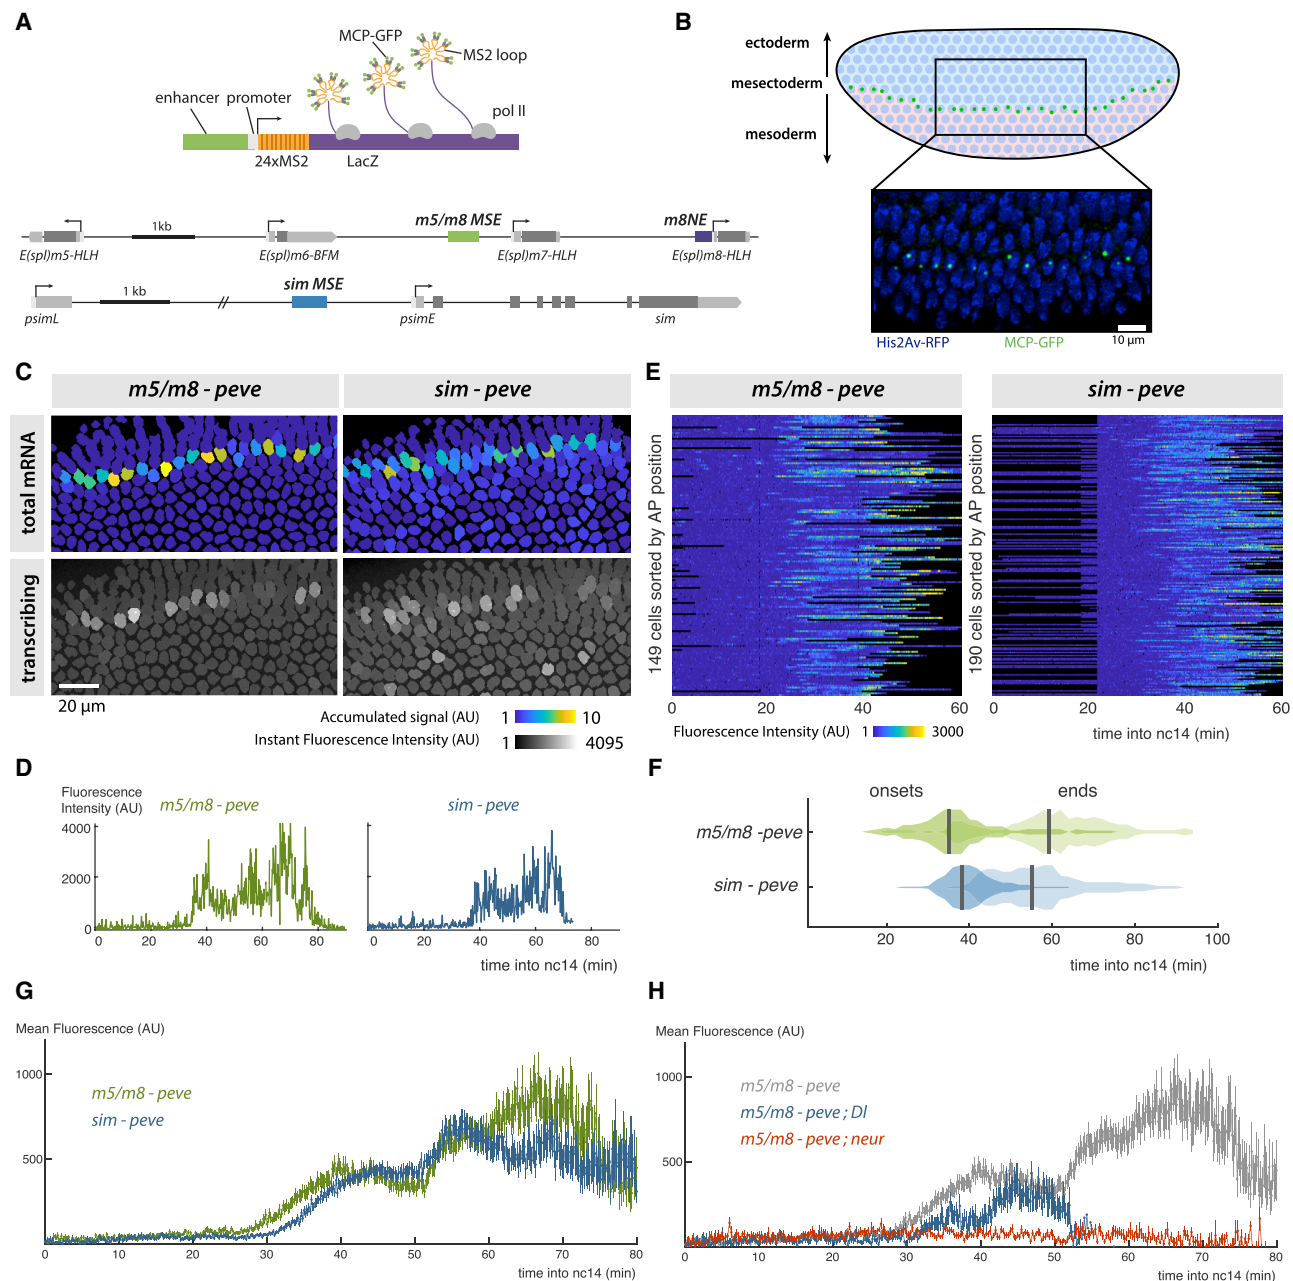 A
MCP-GFP
MS2 loop
enhancer promoter
pol II
24xMS2
LacZ
1kb
m5/m8 MSE
m8NE
E(spl)m5-HLH
E(spl)m6-BFM
E(spl)m7-HLH
E(spl)m8-HLH
1 kb
sim MSE
psimL
psimE
sim
B
ectoderm
mesectoderm
mesoderm
His2Av-RFP
MCP-GFP
10 µm
C
m5/m8 - peve
sim - peve
total mRNA
transcribing
20 µm
Accumulated signal (AU)
1
10
Instant Fluorescence Intensity (AU)
1
4095
E
m5/m8 - peve
sim - peve
149 cells sorted by AP position
190 cells sorted by AP position
0 20 40 60
0 20 40 60
Fluorescence Intensity (AU)
1
3000
time into nc14 (min)
D
Fluorescence
Intensity (AU)
m5/m8 - peve
sim - peve
4000
2000
0
0 20 40 60 80
0 20 40 60 80
time into nc14 (min)
F
onsets
ends
m5/m8 -peve
sim - peve
20 40 60 80 100
time into nc14 (min)
G
Mean Fluorescence (AU)
m5/m8 - peve
sim - peve
1000
500
0 10 20 30 40 50 60 70 80
time into nc14 (min)
H
Mean Fluorescence (AU)
m5/m8 - peve
m5/m8 - peve ; Dl
m5/m8 - peve ; neur
1000
500
0 10 20 30 40 50 60 70 80
time into nc14 (min)